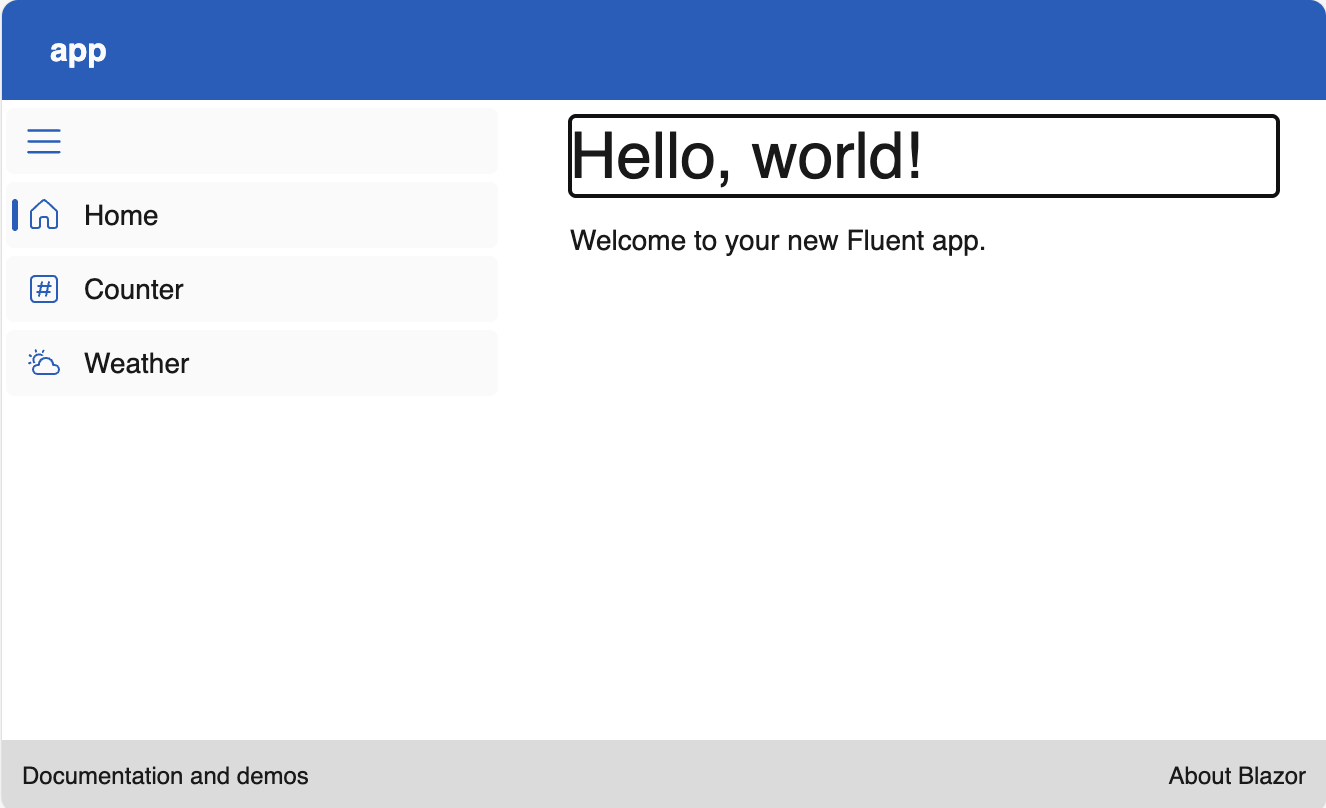 app
Home
Counter
Weather
Hello, world!
Welcome to your new Fluent app.
Documentation and demos
About Blazor